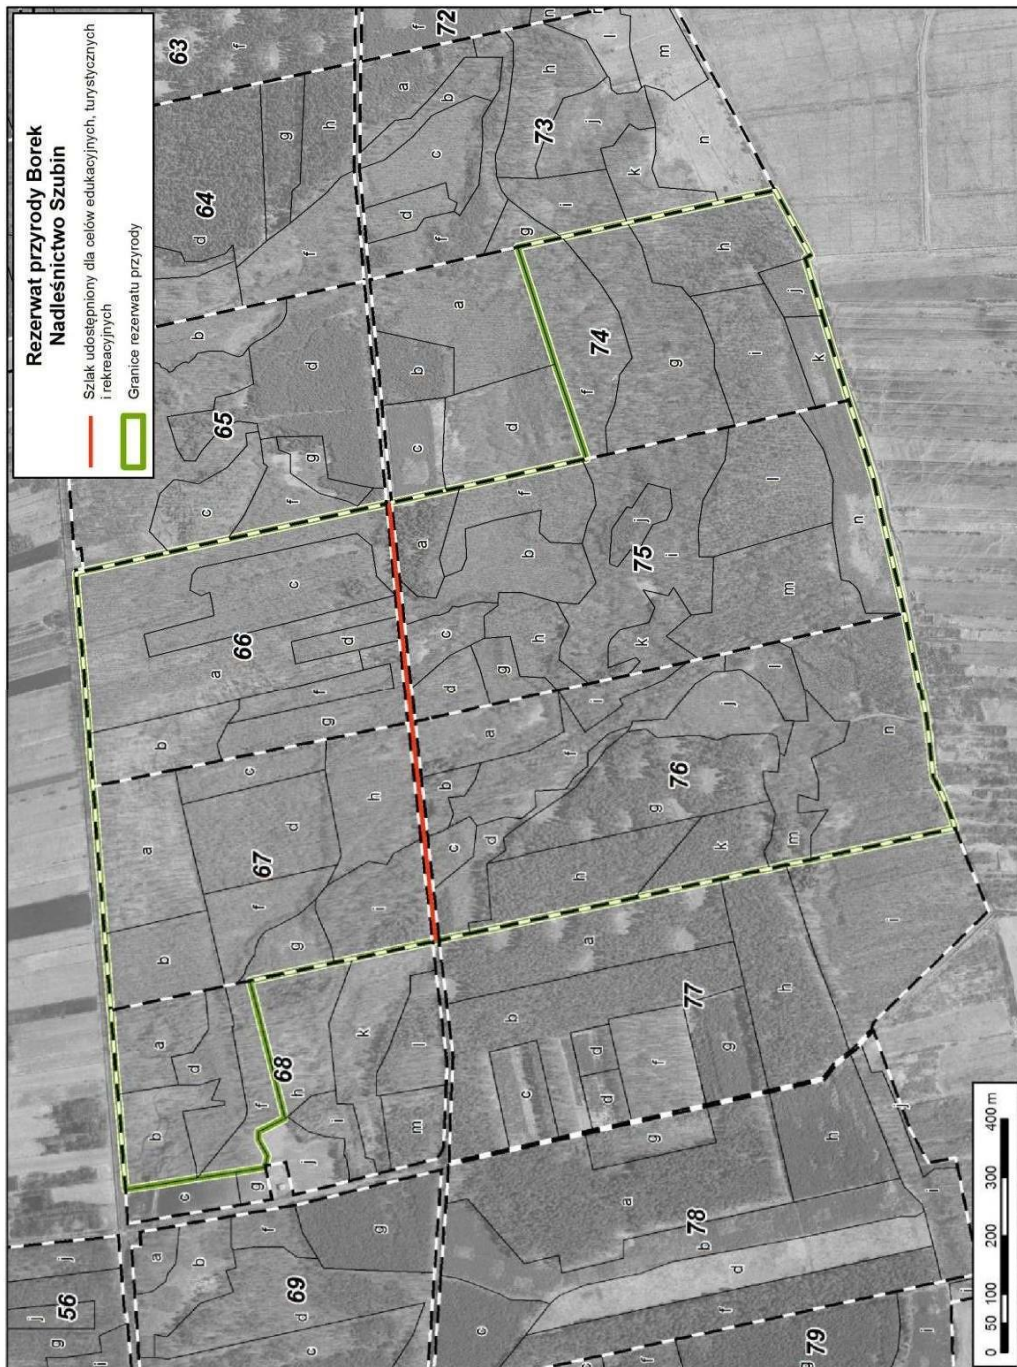 Rezerwat przyrody Borek
Nadleśnictwo Szubin
Szlak udostępniony dla celów edukacyjnych, turystycznych
i rekreacyjnych
Granice rezerwatu przyrody
56
j
j
g
i
69
a
b
f
d
g
c
68
a
b
c
d
f
g
h
i
j
k
l
m
67
a
b
c
d
f
g
h
i
66
a
b
c
d
f
g
65
b
c
d
f
g
64
d
f
g
h
63
f
72
f
73
a
b
c
d
f
g
h
i
j
k
l
m
n
n
74
a
b
c
d
f
g
h
i
j
k
75
a
b
c
d
f
g
h
i
j
k
l
m
n
76
a
b
c
d
f
g
h
i
j
k
l
m
n
77
a
b
c
d
d
f
g
g
h
i
78
a
b
c
d
h
i
j
79
f
g
i
0 50 100 200 300 400 m